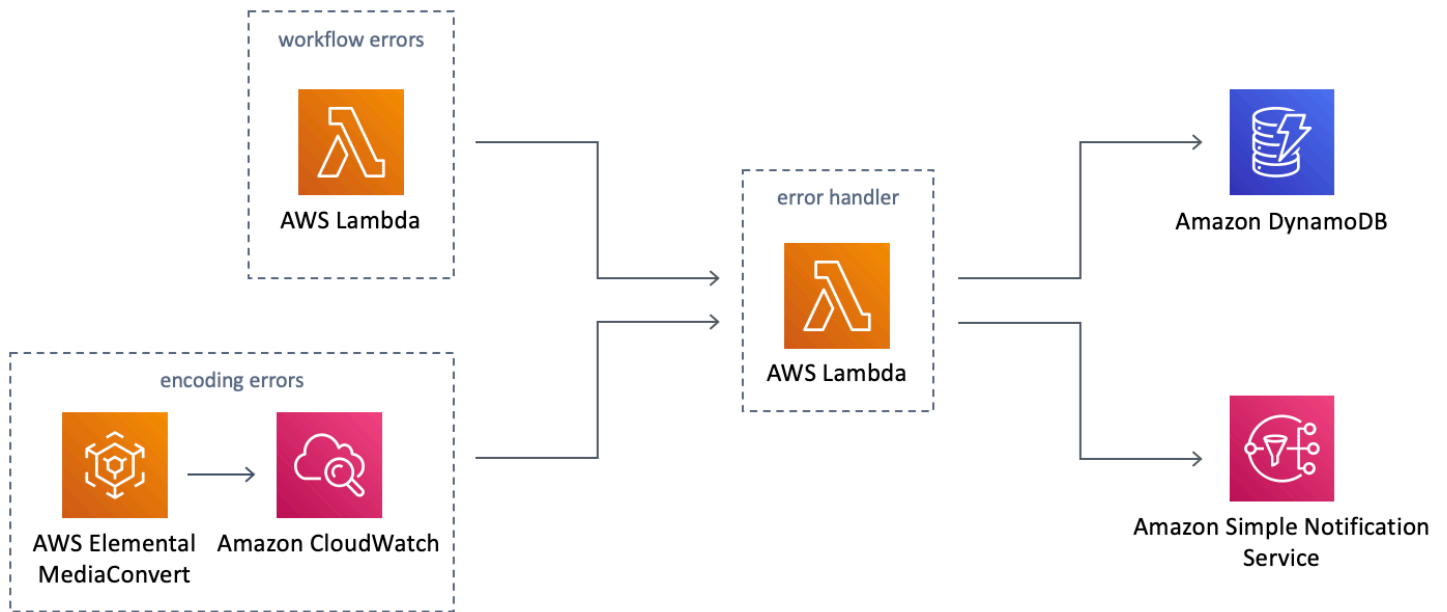 workflow errors
AWS Lambda
encoding errors
AWS Elemental
MediaConvert
Amazon CloudWatch
error handler
AWS Lambda
Amazon DynamoDB
Amazon Simple Notification
Service